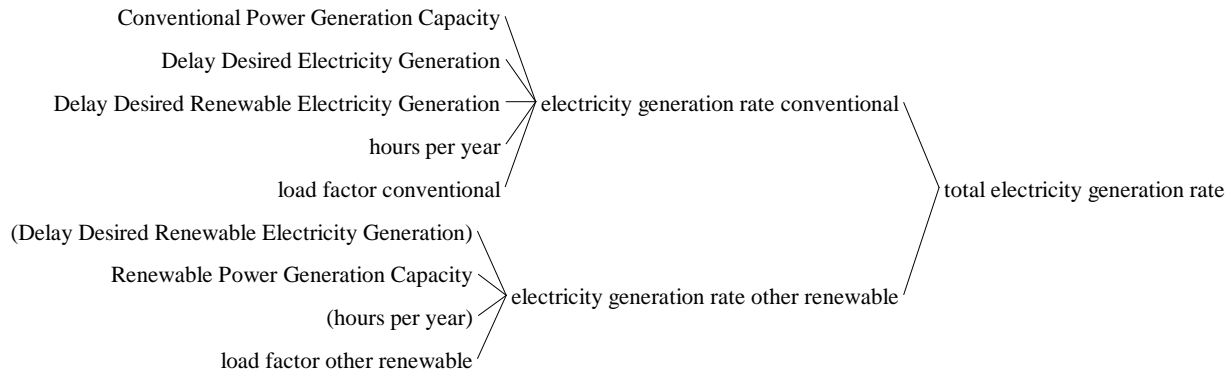 Conventional Power Generation Capacity
Delay Desired Electricity Generation
Delay Desired Renewable Electricity Generation
electricity generation rate conventional
hours per year
load factor conventional
total electricity generation rate
(Delay Desired Renewable Electricity Generation)
Renewable Power Generation Capacity
electricity generation rate other renewable
(hours per year)
load factor other renewable